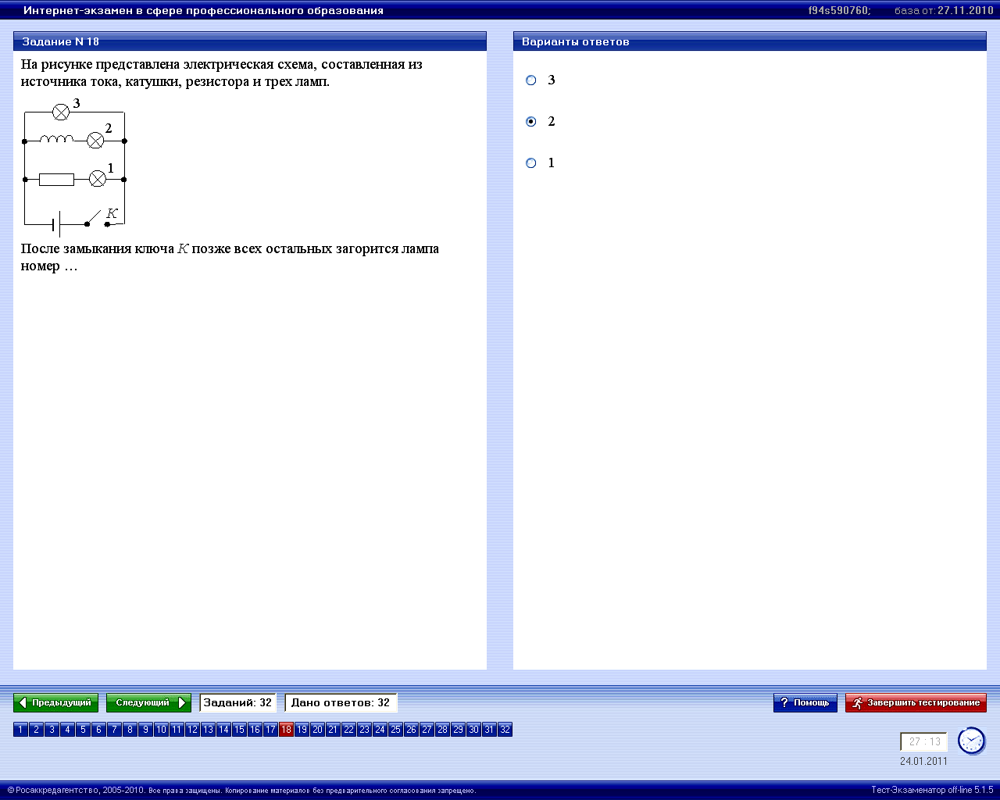 Интернет-экзамен в сфере профессионального образования
f94s590760; база от: 27.11.2010
Задание N 18
На рисунке представлена электрическая схема, составленная из
источника тока, катушки, резистора и трех ламп.
3
2
1
K
После замыкания ключа K позже всех остальных загорится лампа
номер …
Варианты ответов
3
2
1
Предыдущий Следующий Заданий: 32 Дано ответов: 32 ? Помощь Завершить тестирование
1 2 3 4 5 6 7 8 9 10 11 12 13 14 15 16 17 18 19 20 21 22 23 24 25 26 27 28 29 30 31 32
27 : 13
24.01.2011
© Росаккредагентство, 2005-2010. Все права защищены. Копирование материалов без предварительного согласования запрещено. Тест-Экзаменатор off-line 5.1.5